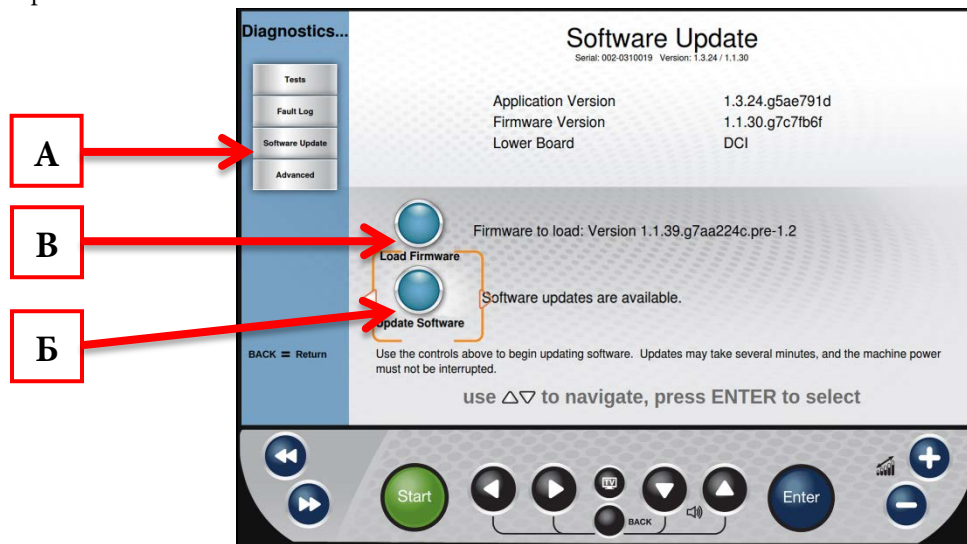 Diagnostics...
Software Update
Serial: 002-0310019 Version: 1.3.24 / 1.1.30
Tests
Fault Log
Software Update
Advanced
Application Version 1.3.24.g5ae791d
Firmware Version 1.1.30.g7c7fb6f
Lower Board DCI
А
В
Б
Firmware to load: Version 1.1.39.g7aa224c.pre-1.2
Load Firmware
Software updates are available.
Update Software
BACK = Return
Use the controls above to begin updating software. Updates may take several minutes, and the machine power
must not be interrupted.
use △▽ to navigate, press ENTER to select
Start
TV
BACK
Enter